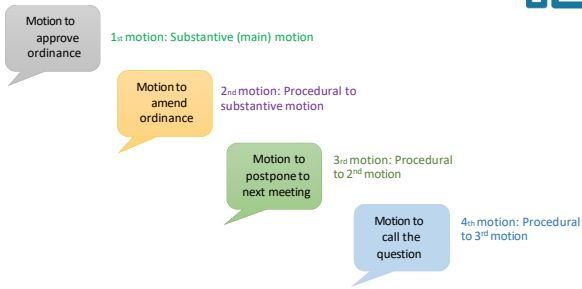 Motion to
approve
ordinance
1st motion: Substantive (main) motion
Motion to
amend
ordinance
2nd motion: Procedural to
substantive motion
Motion to
postpone to
next meeting
3rd motion: Procedural
to 2nd motion
Motion to
call the
question
4th motion: Procedural
to 3rd motion